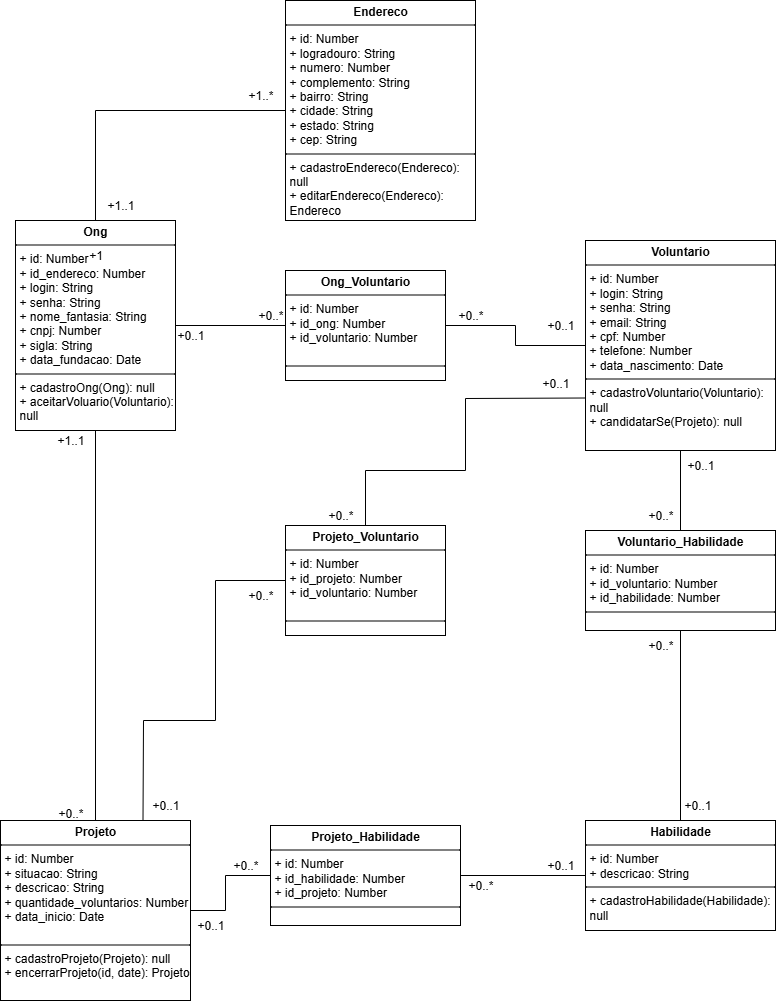 Endereco
+ id: Number
+ logradouro: String
+ numero: Number
+ complemento: String
+ bairro: String
+ cidade: String
+ estado: String
+ cep: String
+ cadastroEndereco(Endereco):
null
+ editarEndereco(Endereco):
Endereco
+1..*
+1..1
Ong
+ id: Number
+1
+ id_endereco: Number
+ login: String
+ senha: String
+ nome_fantasia: String
+ cnpj: Number
+ sigla: String
+ data_fundacao: Date
+ cadastroOng(Ong): null
+ aceitarVoluario(Voluntario):
null
+0..1
+0..*
Ong_Voluntario
+ id: Number
+ id_ong: Number
+ id_voluntario: Number
+0..*
+0..1
Voluntario
+ id: Number
+ login: String
+ senha: String
+ email: String
+ cpf: Number
+ telefone: Number
+ data_nascimento: Date
+ cadastroVoluntario(Voluntario):
null
+ candidatarSe(Projeto): null
+0..1
+1..1
+0..1
+0..*
+0..*
Projeto_Voluntario
+ id: Number
+ id_projeto: Number
+ id_voluntario: Number
+0..*
Voluntario_Habilidade
+ id: Number
+ id_voluntario: Number
+ id_habilidade: Number
+0..*
+0..*
+0..1
+0..1
Projeto
+ id: Number
+ situacao: String
+ descricao: String
+ quantidade_voluntarios: Number
+ data_inicio: Date
+ cadastroProjeto(Projeto): null
+ encerrarProjeto(id, date): Projeto
+0..*
+0..1
Projeto_Habilidade
+ id: Number
+ id_habilidade: Number
+ id_projeto: Number
+0..*
+0..1
Habilidade
+ id: Number
+ descricao: String
+ cadastroHabilidade(Habilidade):
null